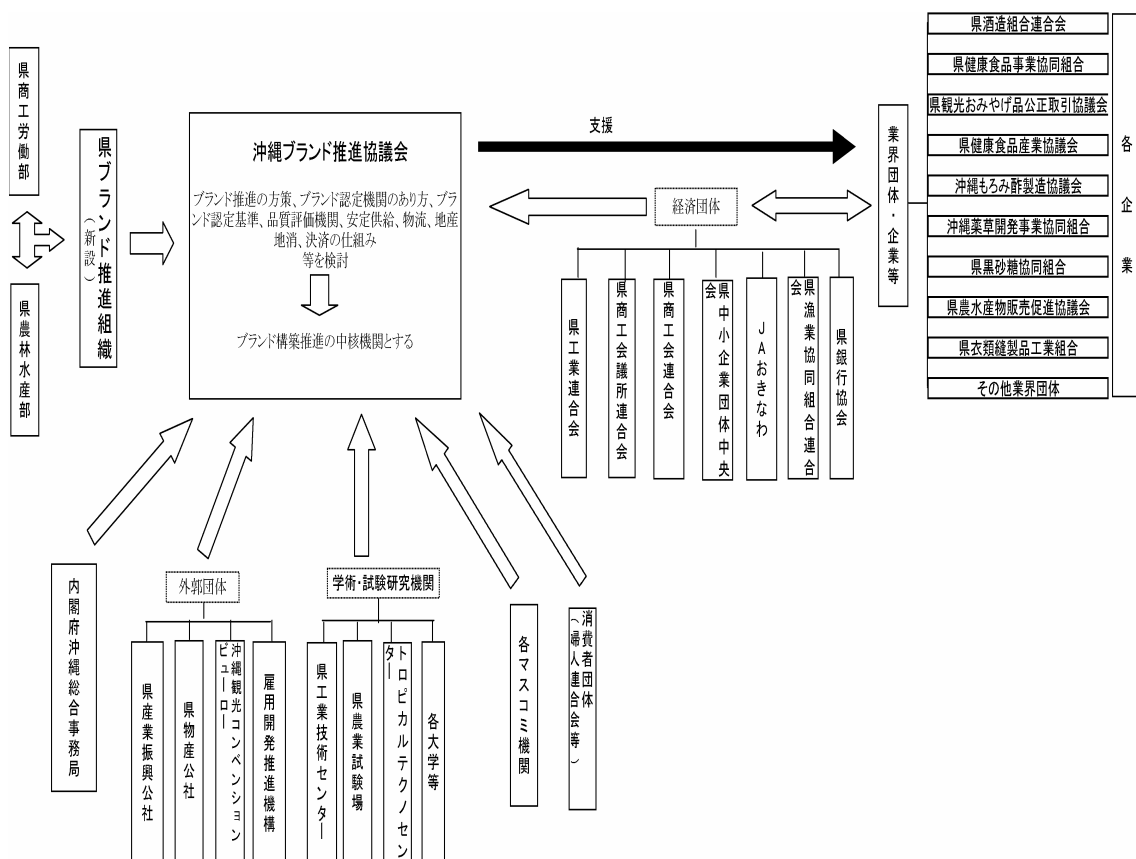 県商工労働部
県農林水産部
県ブランド推進組織
（新設）
沖縄ブランド推進協議会
ブランド推進の方策、ブランド認定機関のあり方、ブラ
ンド認定基準、品質評価機関、安定供給、物流、地産
地消、決済の仕組み
等を検討
ブランド構築推進の中核機関とする
支援
経済団体
県工業連合会
県商工会議所連合会
県商工会連合会
県中小企業団体中央
会
JAおきなわ
県漁業協同組合連合
会
県銀行協会
業界団体・企業等
県酒造組合連合会
県健康食品事業協同組合
県観光おみやげ品公正取引協議会
県健康食品産業協議会
沖縄もろみ酢製造協議会
沖縄薬草開発事業協同組合
県黒砂糖協同組合
県農水産物販売促進協議会
県衣類縫製品工業組合
その他業界団体
各企業
内閣府沖縄総合事務局
外郭団体
県産業振興公社
県物産公社
沖縄観光コンベンション
ビューロー
雇用開発推進機構
学術・試験研究機関
県工業技術センター
県農業試験場
トロピカルテクノセン
ター
各大学等
各マスコミ機関
消費者団体
（婦人連合会等）